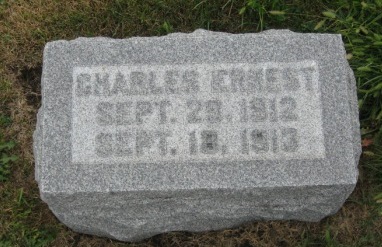 CHARLES ERNEST
SEPT. 29. 1912
SEPT. 18. 1913